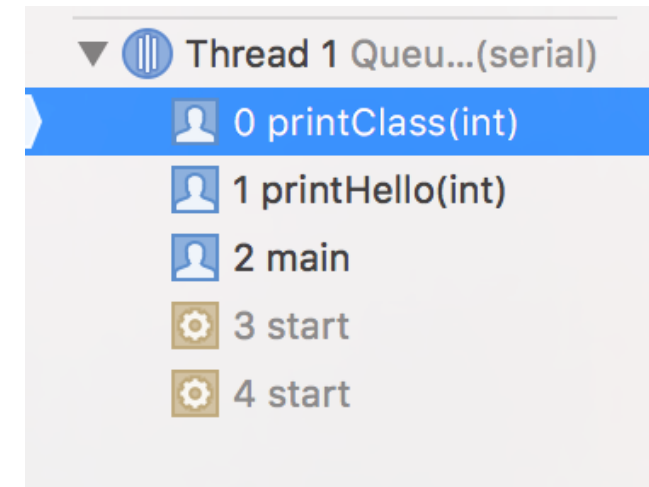 Thread 1 Queu...(serial)
0 printClass(int)
1 printHello(int)
2 main
3 start
4 start